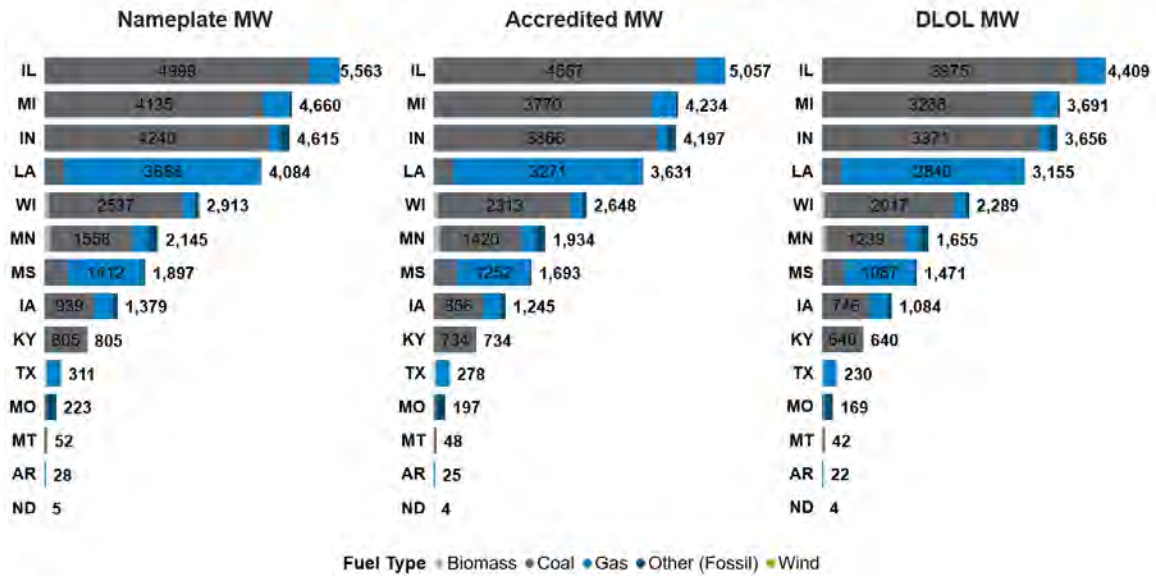 Nameplate MW Accredited MW DLOL MW
IL 4999 5,563 IL 4557 5,057 IL 3975 4,409
MI 4135 4,660 MI 3770 4,234 MI 3288 3,691
IN 4240 4,615 IN 3866 4,197 IN 3371 3,656
LA 4,084 LA 3271 3,631 LA 2840 3,155
WI 2537 2,913 WI 2313 2,648 WI 2017 2,289
MN 1558 2,145 MN 1420 1,934 MN 1239 1,655
MS 1412 1,897 MS 1252 1,693 MS 1087 1,471
IA 939 1,379 IA 856 1,245 IA 746 1,084
KY 805 805 KY 734 734 KY 640 640
TX 311 TX 278 TX 230
MO 223 MO 197 MO 169
MT 52 MT 48 MT 42
AR 28 AR 25 AR 22
ND 5 ND 4 ND 4
Fuel Type Biomass Coal Gas Other (Fossil) Wind